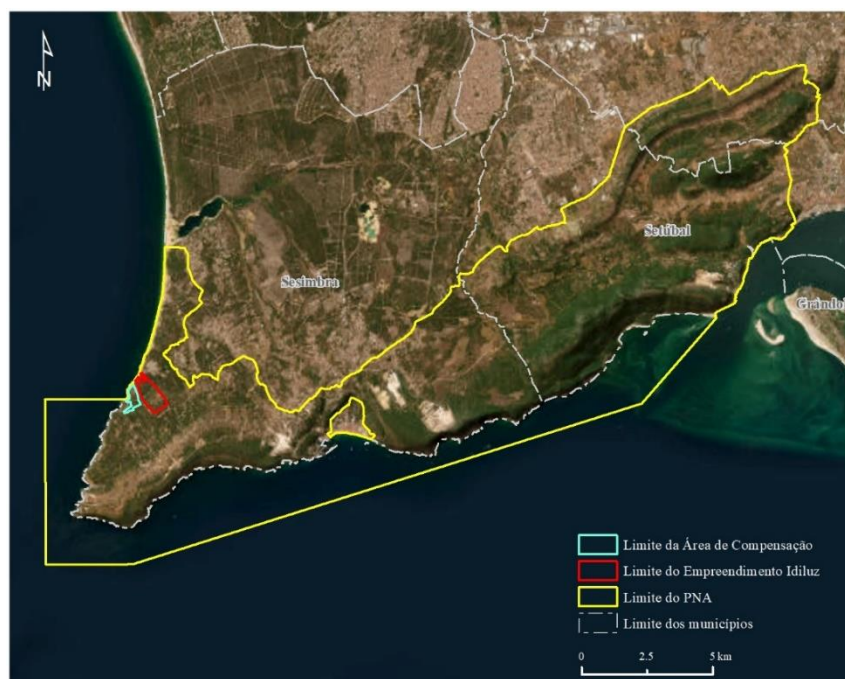 N
Setúbal
Sesimbra
Limite da Área de Compensação
Limite do Empreendimento Idiluz
Limite do PNA
Limite dos municípios
0 2.5 5 km